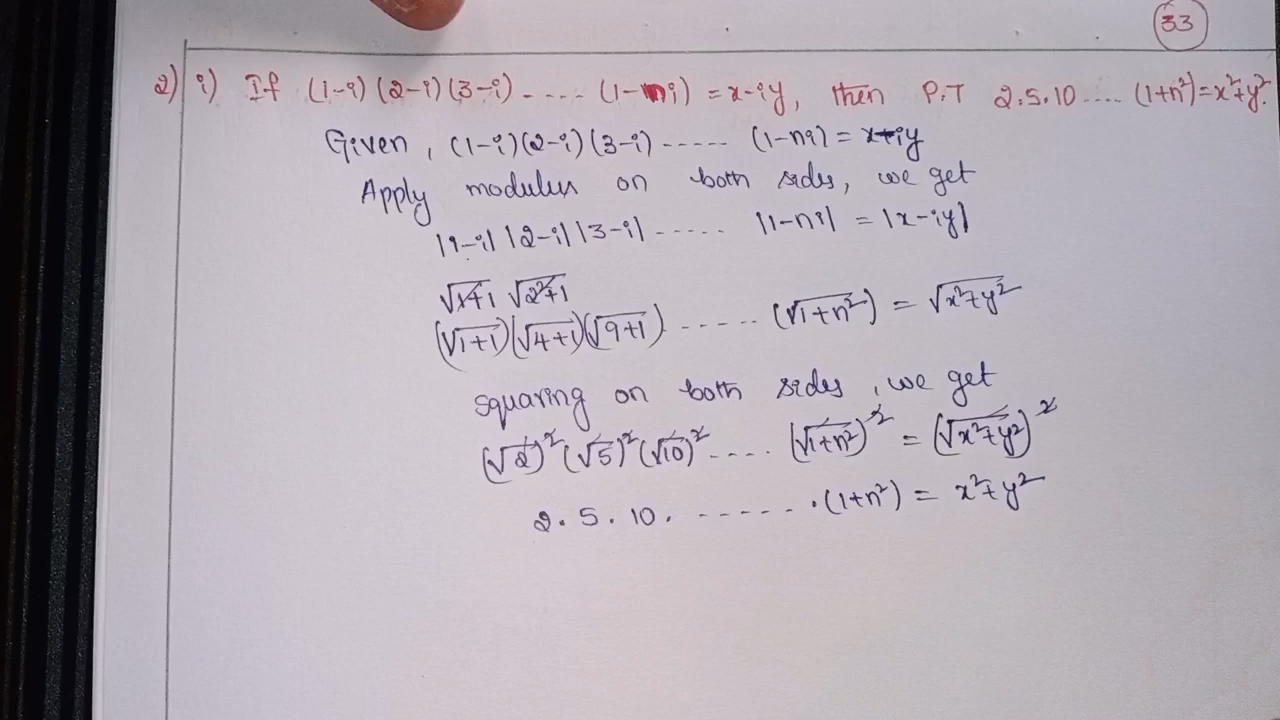 33
2) i) If (1-i)(2-i)(3-i)..... (1-ni) = x-iy, then P.T 2.5.10.... (1+n²)=x²+y².
Given, (1-i)(2-i)(3-i)..... (1-ni) = x-iy
Apply modulus on both sides, we get
|1-i| |2-i| |3-i| ..... |1-ni| = |x-iy|
√1+1 √2²+1
(√1+1)(√4+1)(√9+1) ..... (√1+n²) = √x²+y²
squaring on both sides, we get
(√2)²(√5)²(√10)² .... (√1+n²)² = (√x²+y²)²
2.5.10. ...... .(1+n²) = x²+y²